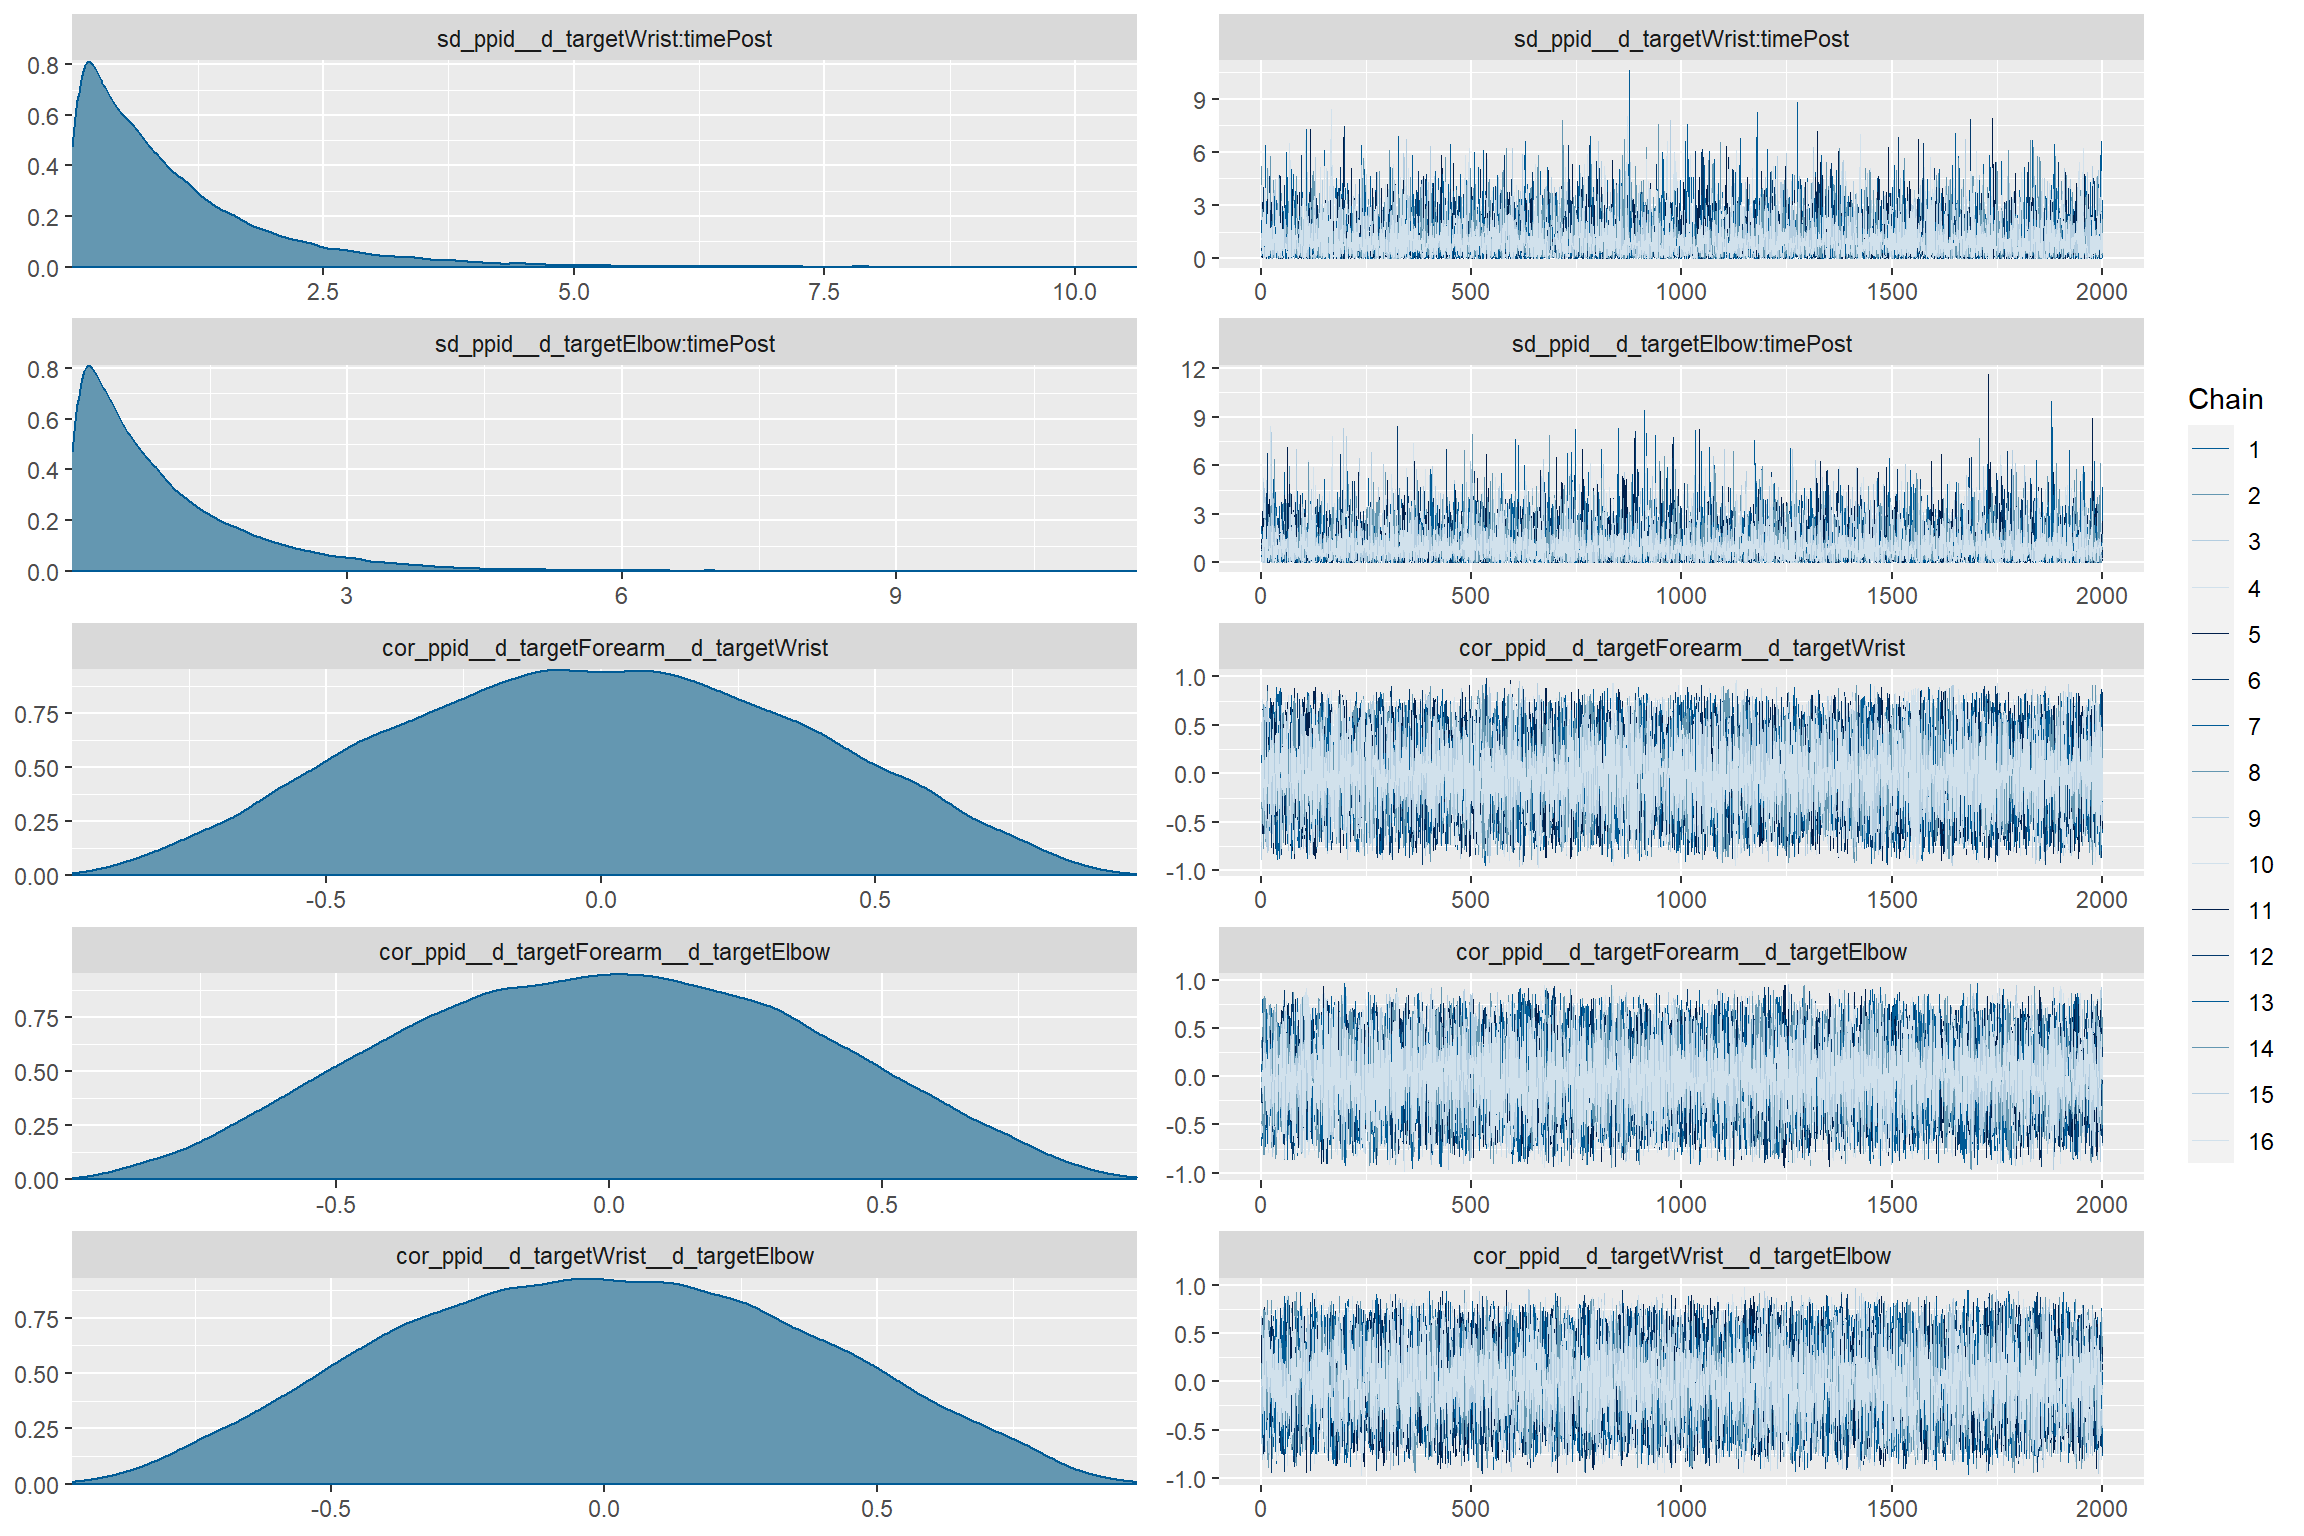 sd_ppid__d_targetWrist:timePost
0.8
0.6
0.4
0.2
0.0
2.5 5.0 7.5 10.0
sd_ppid__d_targetWrist:timePost
9
6
3
0
0 500 1000 1500 2000
sd_ppid__d_targetElbow:timePost
0.8
0.6
0.4
0.2
0.0
3 6 9
sd_ppid__d_targetElbow:timePost
12
9
6
3
0
0 500 1000 1500 2000
cor_ppid__d_targetForearm__d_targetWrist
0.75
0.50
0.25
0.00
-0.5 0.0 0.5
cor_ppid__d_targetForearm__d_targetWrist
1.0
0.5
0.0
-0.5
-1.0
0 500 1000 1500 2000
cor_ppid__d_targetForearm__d_targetElbow
0.75
0.50
0.25
0.00
-0.5 0.0 0.5
cor_ppid__d_targetForearm__d_targetElbow
1.0
0.5
0.0
-0.5
-1.0
0 500 1000 1500 2000
cor_ppid__d_targetWrist__d_targetElbow
0.75
0.50
0.25
0.00
-0.5 0.0 0.5
cor_ppid__d_targetWrist__d_targetElbow
1.0
0.5
0.0
-0.5
-1.0
0 500 1000 1500 2000
Chain
1
2
3
4
5
6
7
8
9
10
11
12
13
14
15
16